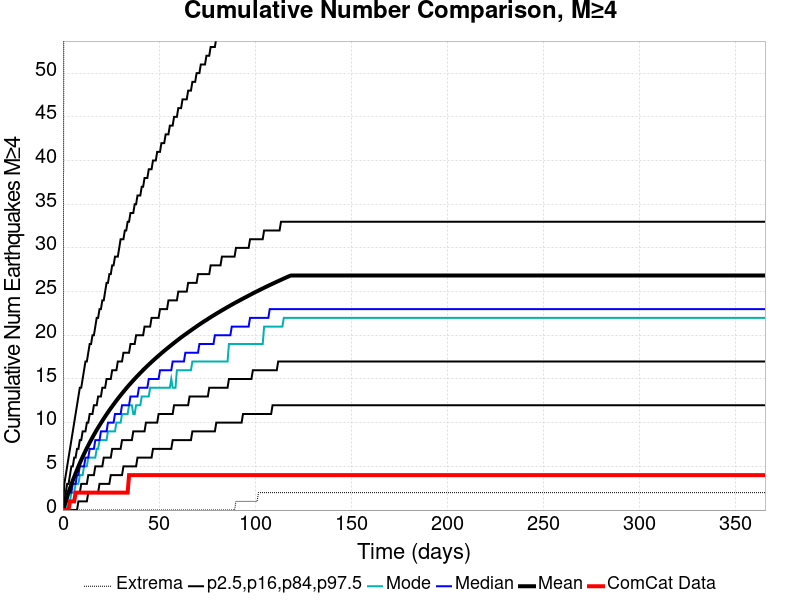 Cumulative Number Comparison, M≥4
Cumulative Num Earthquakes M≥4
50
45
40
35
30
25
20
15
10
5
0
0 50 100 150 200 250 300 350
Time (days)
Extrema p2.5,p16,p84,p97.5 Mode Median Mean ComCat Data